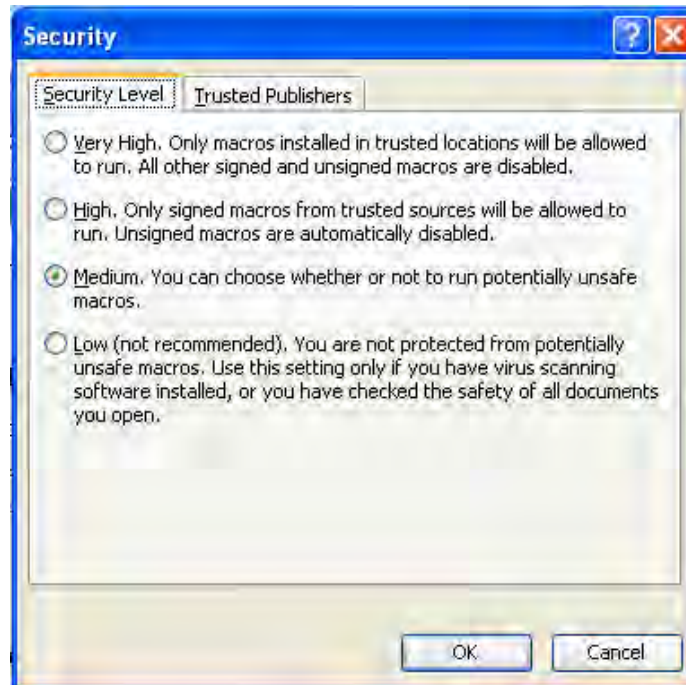 Security
Security Level Trusted Publishers
Very High. Only macros installed in trusted locations will be allowed
to run. All other signed and unsigned macros are disabled.
High. Only signed macros from trusted sources will be allowed to
run. Unsigned macros are automatically disabled.
Medium. You can choose whether or not to run potentially unsafe
macros.
Low (not recommended). You are not protected from potentially
unsafe macros. Use this setting only if you have virus scanning
software installed, or you have checked the safety of all documents
you open.
OK Cancel